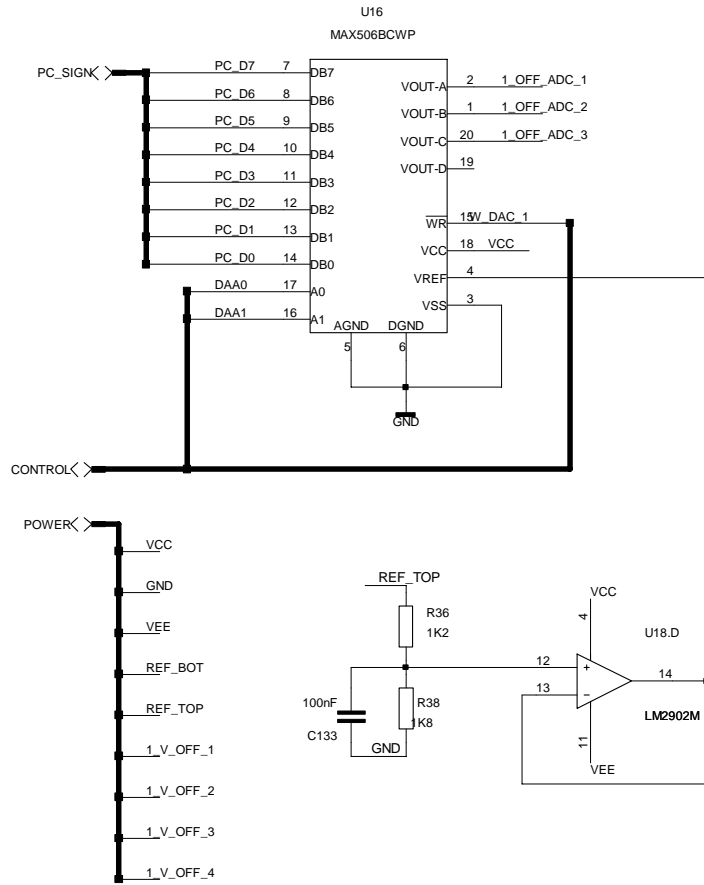 U16
MAX506BCWP
PC_SIGN
PC_D7 7 DB7
PC_D6 8 DB6
PC_D5 9 DB5
PC_D4 10 DB4
PC_D3 11 DB3
PC_D2 12 DB2
PC_D1 13 DB1
PC_D0 14 DB0
DAA0 17 A0
DAA1 16 A1
VOUT-A 2 1_OFF_ADC_1
VOUT-B 1 1_OFF_ADC_2
VOUT-C 20 1_OFF_ADC_3
VOUT-D 19
WR 15 W_DAC_1
VCC 18 VCC
VREF 4
VSS 3
AGND DGND
5 6
GND
CONTROL
POWER
VCC
GND
VEE
REF_BOT
REF_TOP
1_V_OFF_1
1_V_OFF_2
1_V_OFF_3
1_V_OFF_4
REF_TOP
R36
1K2
100nF
C133
R38
1K8
GND
VCC
4
U18.D
12 +
13 −
14
LM2902M
11
VEE